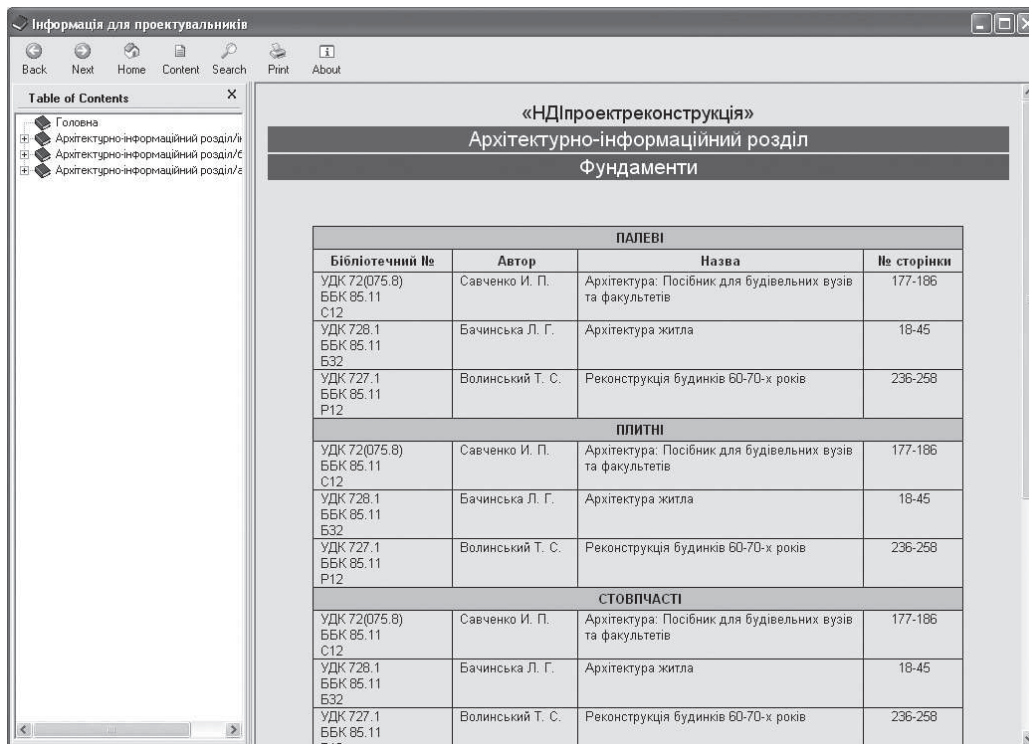 Інформація для проектувальників
Back Next Home Content Search Print About
Table of Contents X
Головна
Архітектурно-інформаційний розділ/і
Архітектурно-інформаційний розділ/б
Архітектурно-інформаційний розділ/а
«НДІпроектреконструкція»
Архітектурно-інформаційний розділ
Фундаменти
ПАЛЕВІ
Бібліотечний № Автор Назва № сторінки
УДК 72(075.8) Савченко И. П. Архітектура: Посібник для будівельних вузів 177-186
ББК 85.11 та факультетів
С12
УДК 728.1 Бачинська Л. Г. Архітектура житла 18-45
ББК 85.11
Б32
УДК 727.1 Волинський Т. С. Реконструкція будинків 60-70-х років 236-258
ББК 85.11
Р12
ПЛИТНІ
УДК 72(075.8) Савченко И. П. Архітектура: Посібник для будівельних вузів 177-186
ББК 85.11 та факультетів
С12
УДК 728.1 Бачинська Л. Г. Архітектура житла 18-45
ББК 85.11
Б32
УДК 727.1 Волинський Т. С. Реконструкція будинків 60-70-х років 236-258
ББК 85.11
Р12
СТОВПЧАСТІ
УДК 72(075.8) Савченко И. П. Архітектура: Посібник для будівельних вузів 177-186
ББК 85.11 та факультетів
С12
УДК 728.1 Бачинська Л. Г. Архітектура житла 18-45
ББК 85.11
Б32
УДК 727.1 Волинський Т. С. Реконструкція будинків 60-70-х років 236-258
ББК 85.11